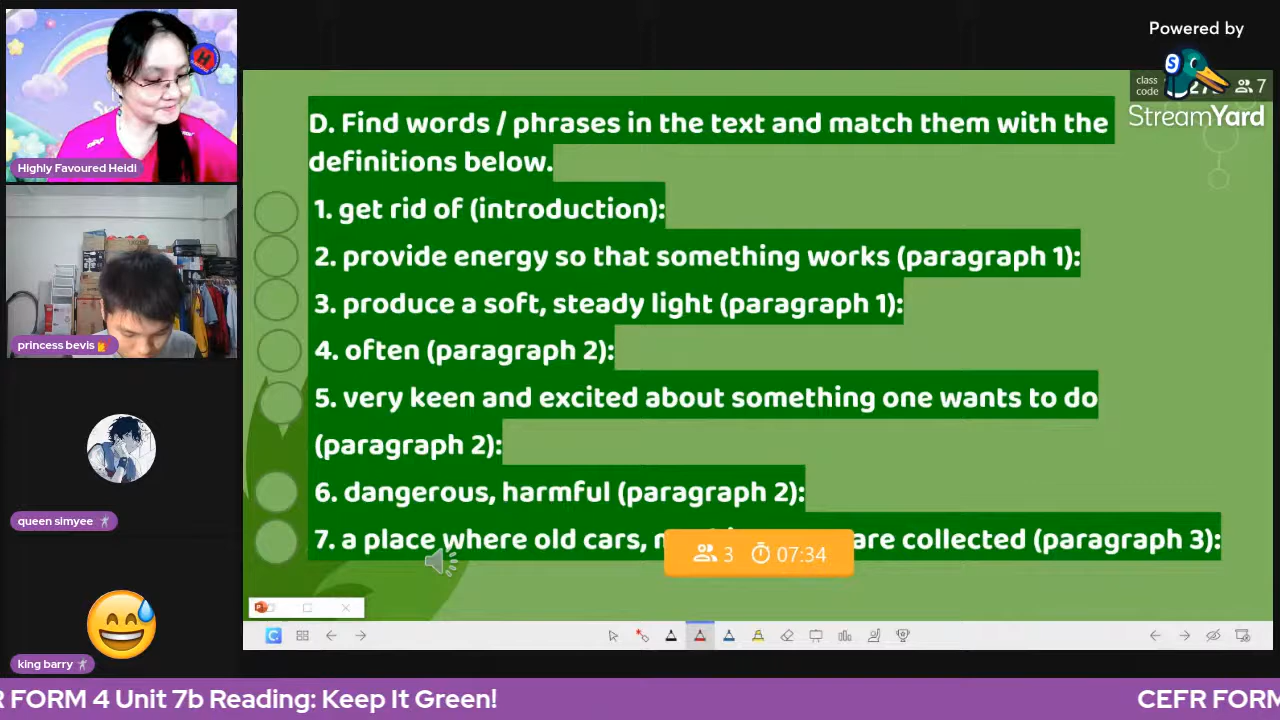 Powered by
S
class
code
7
StreamYard
Highly Favoured Heidi
princess bevis
queen simyee
king barry
D. Find words / phrases in the text and match them with the
definitions below.
1. get rid of (introduction):
2. provide energy so that something works (paragraph 1):
3. produce a soft, steady light (paragraph 1):
4. often (paragraph 2):
5. very keen and excited about something one wants to do
(paragraph 2):
6. dangerous, harmful (paragraph 2):
7. a place where old cars, are collected (paragraph 3):
3 07:34
FORM 4 Unit 7b Reading: Keep It Green!
CEFR FORM